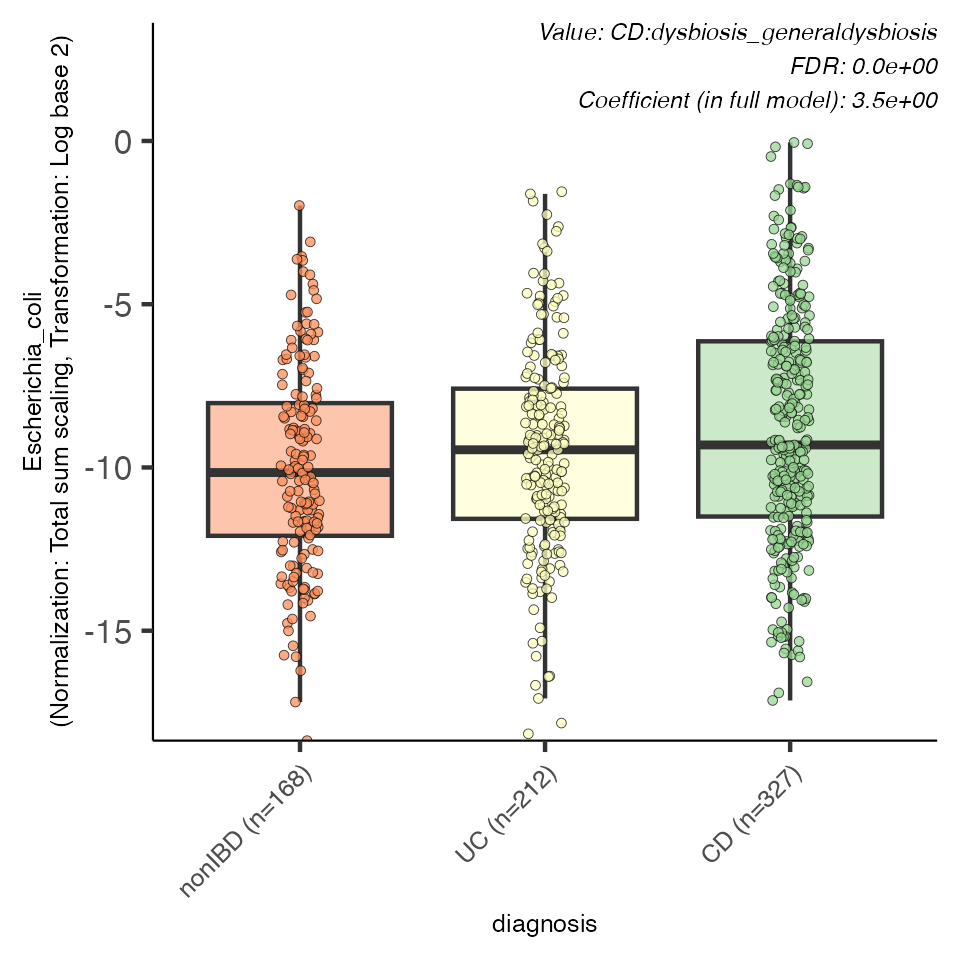 Value: CD:dysbiosis_generaldysbiosis
FDR: 0.0e+00
Coefficient (in full model): 3.5e+00
Escherichia_coli
(Normalization: Total sum scaling, Transformation: Log base 2)
0
-5
-10
-15
nonIBD (n=168)
UC (n=212)
CD (n=327)
diagnosis